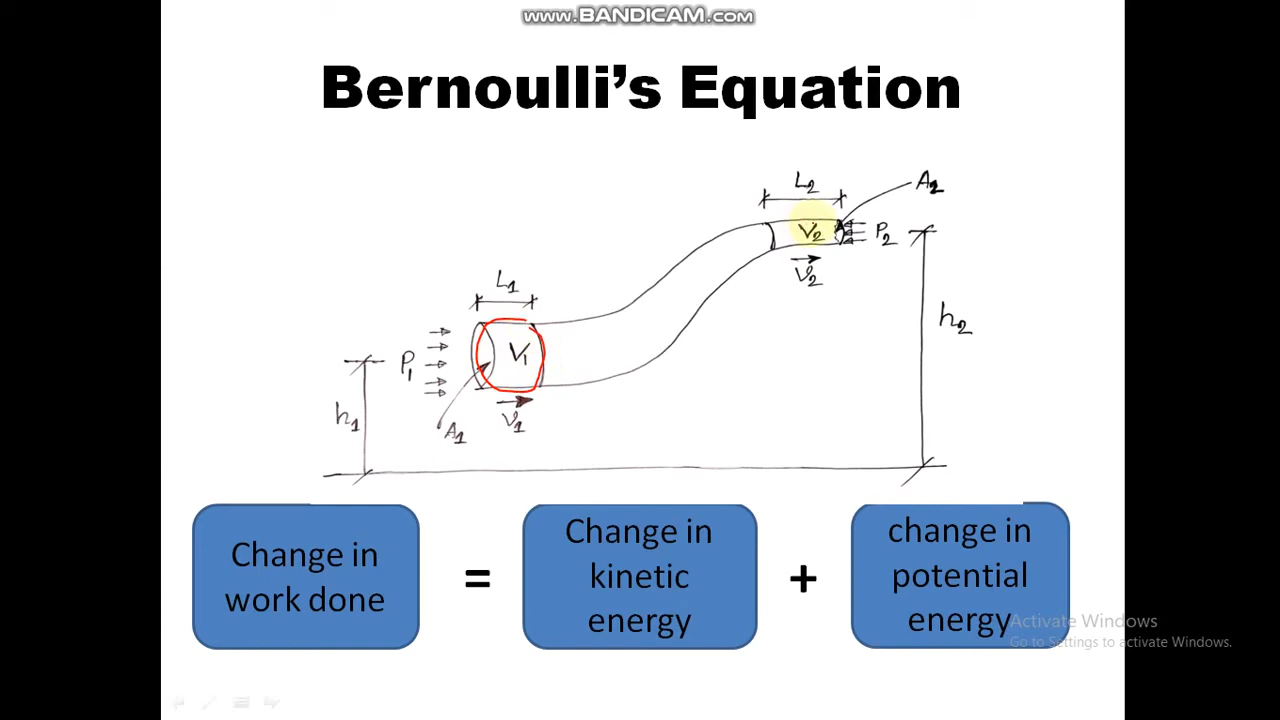 www.BANDICAM.com
Bernoulli's Equation
L2
A2
V2
P2
v2
L1
h2
V1
P1
h1
v1
A1
Change in
work done
=
Change in
kinetic
energy
+
change in
potential
energy
Activate Windows
Go to Settings to activate Windows.